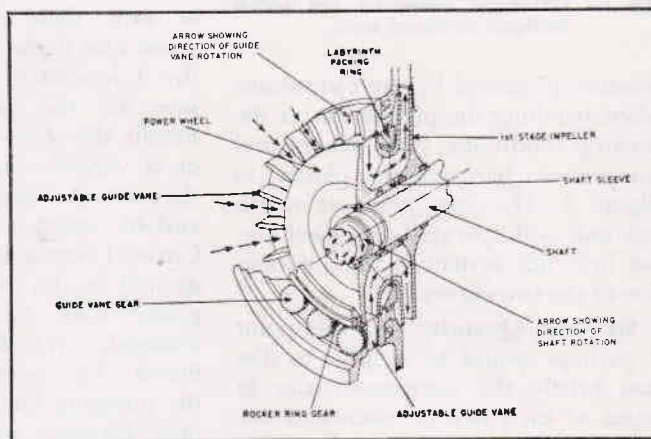 ARROW SHOWING
DIRECTION OF GUIDE
VANE ROTATION
LABYRINTH
PACKING
RING
POWER WHEEL
1st-STAGE IMPELLER
SHAFT SLEEVE
ADJUSTABLE GUIDE VANE
SHAFT
GUIDE VANE GEAR
ARROW SHOWING
DIRECTION OF
SHAFT ROTATION
ROCKER RING GEAR
ADJUSTABLE GUIDE VANE